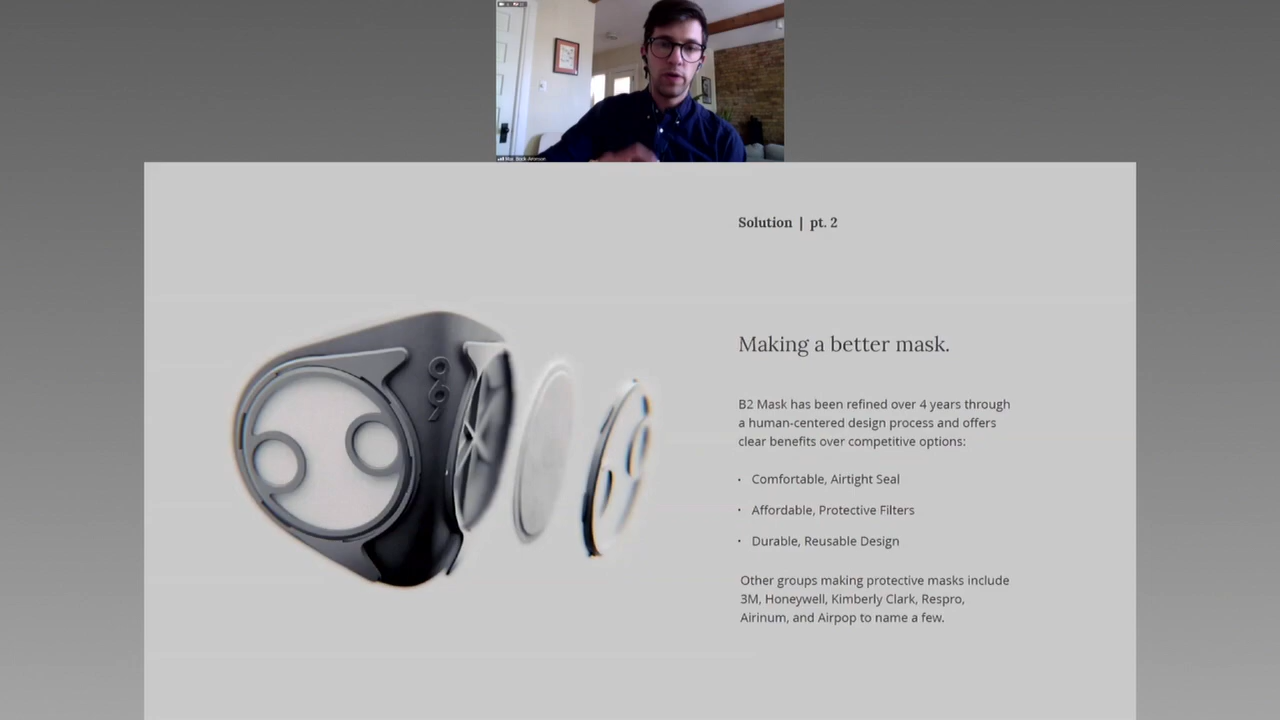 Solution | pt. 2
Making a better mask.
B2 Mask has been refined over 4 years through
a human-centered design process and offers
clear benefits over competitive options:
· Comfortable, Airtight Seal
· Affordable, Protective Filters
· Durable, Reusable Design
Other groups making protective masks include
3M, Honeywell, Kimberly Clark, Respro,
Airinum, and Airpop to name a few.